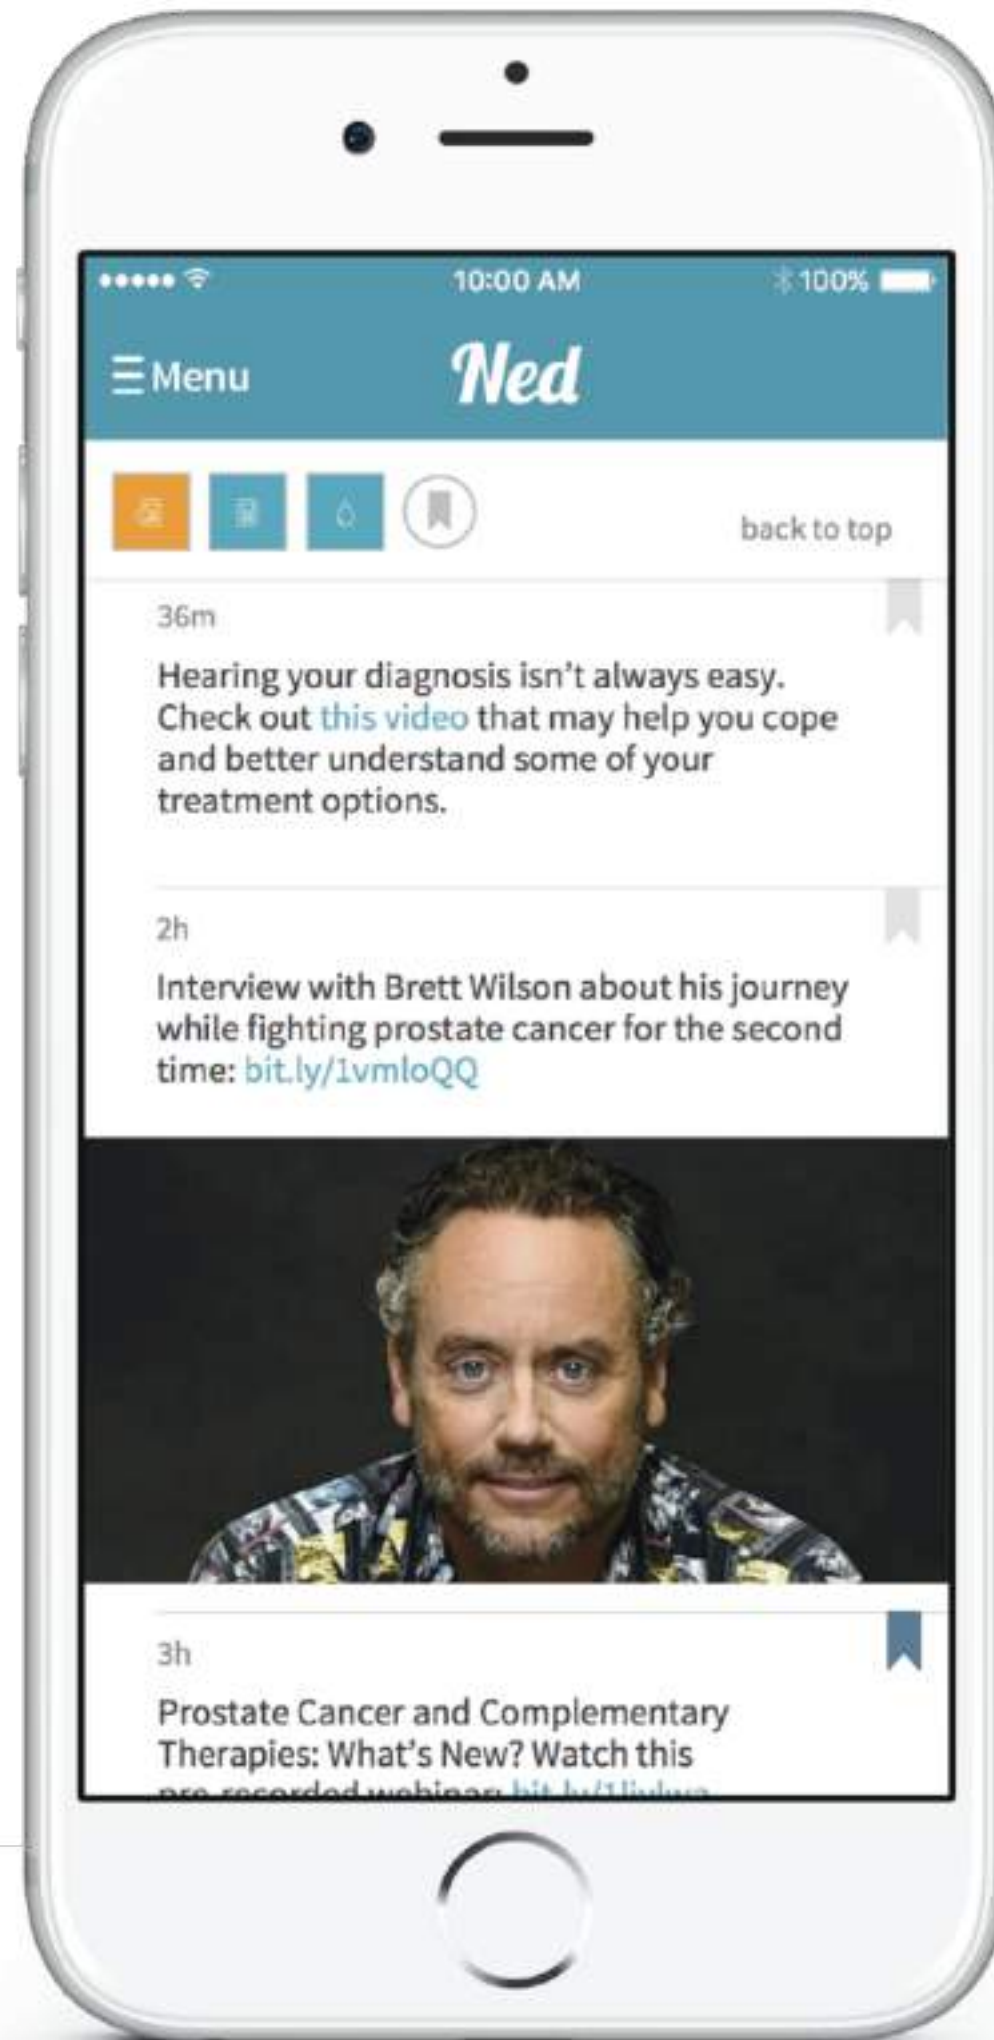 10:00 AM
100%
Menu
Ned
back to top
36m
Hearing your diagnosis isn't always easy.
Check out this video that may help you cope
and better understand some of your
treatment options.
2h
Interview with Brett Wilson about his journey
while fighting prostate cancer for the second
time: bit.ly/1vmloQQ
3h
Prostate Cancer and Complementary
Therapies: What's New? Watch this
pre-recorded webinar: